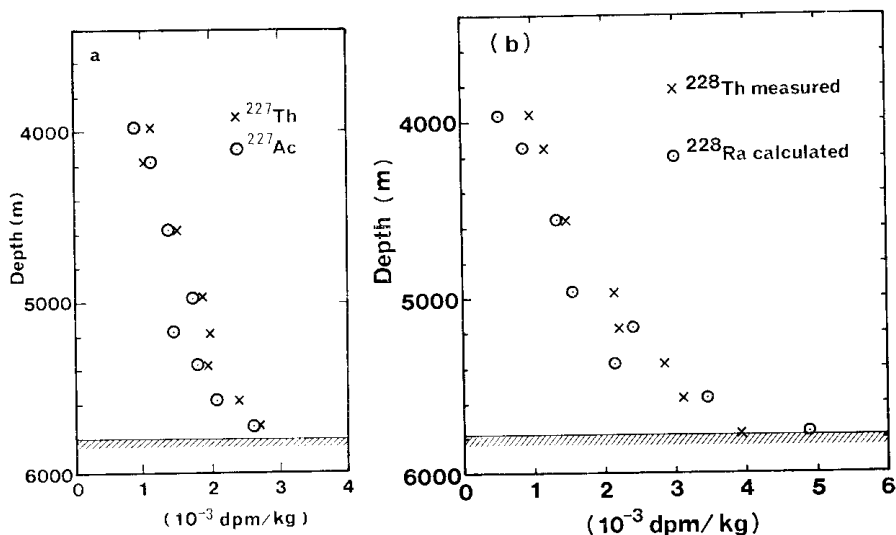 a
× ²²⁷Th
⊙ ²²⁷Ac
4000
5000
6000
Depth (m)
0 1 2 3 4
(10⁻³ dpm/kg)
(b)
× ²²⁸Th measured
⊙ ²²⁸Ra calculated
4000
5000
6000
Depth (m)
0 1 2 3 4 5 6
(10⁻³ dpm/kg)